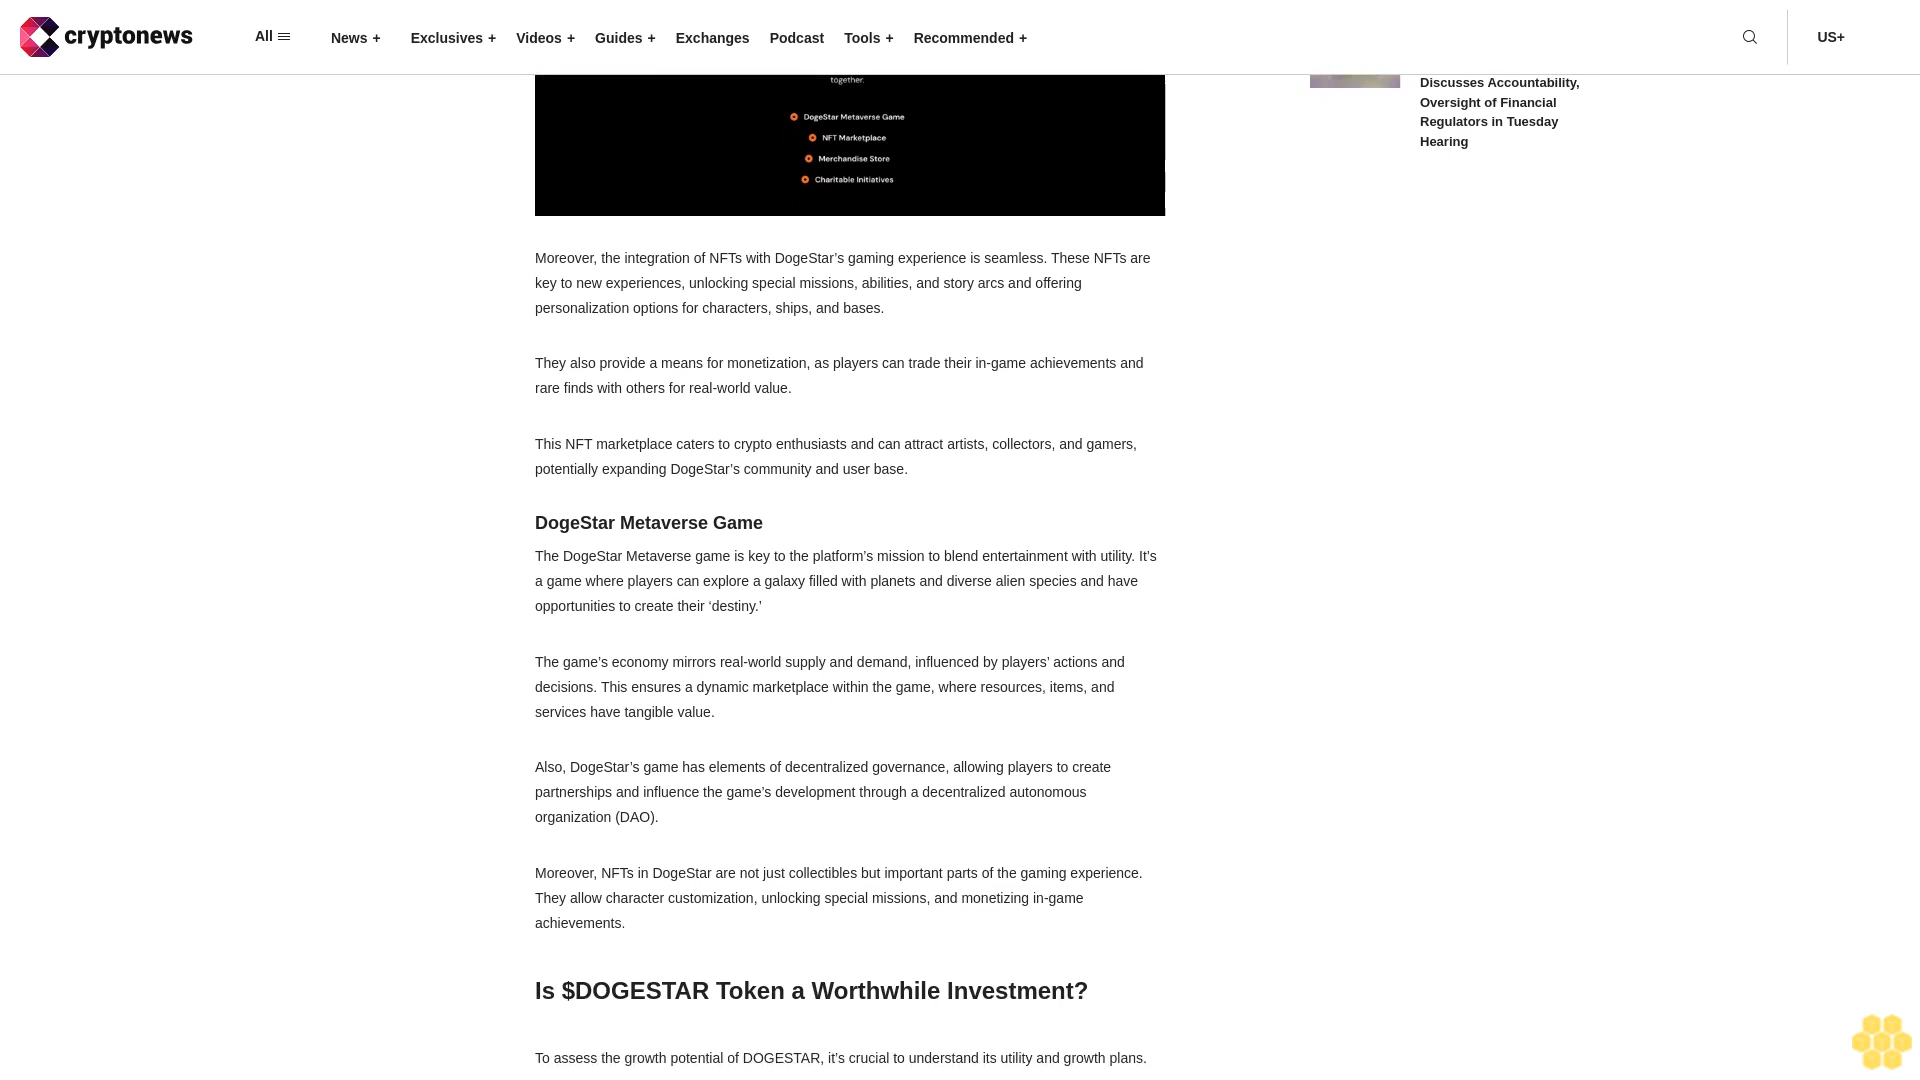 cryptonews
All
News +
Exclusives +
Videos +
Guides +
Exchanges
Podcast
Tools +
Recommended +
US+
together.
DogeStar Metaverse Game
NFT Marketplace
Merchandise Store
Charitable Initiatives
Discusses Accountability,
Oversight of Financial
Regulators in Tuesday
Hearing
Moreover, the integration of NFTs with DogeStar’s gaming experience is seamless. These NFTs are
key to new experiences, unlocking special missions, abilities, and story arcs and offering
personalization options for characters, ships, and bases.
They also provide a means for monetization, as players can trade their in-game achievements and
rare finds with others for real-world value.
This NFT marketplace caters to crypto enthusiasts and can attract artists, collectors, and gamers,
potentially expanding DogeStar’s community and user base.
DogeStar Metaverse Game
The DogeStar Metaverse game is key to the platform’s mission to blend entertainment with utility. It’s
a game where players can explore a galaxy filled with planets and diverse alien species and have
opportunities to create their ‘destiny.’
The game’s economy mirrors real-world supply and demand, influenced by players’ actions and
decisions. This ensures a dynamic marketplace within the game, where resources, items, and
services have tangible value.
Also, DogeStar’s game has elements of decentralized governance, allowing players to create
partnerships and influence the game’s development through a decentralized autonomous
organization (DAO).
Moreover, NFTs in DogeStar are not just collectibles but important parts of the gaming experience.
They allow character customization, unlocking special missions, and monetizing in-game
achievements.
Is $DOGESTAR Token a Worthwhile Investment?
To assess the growth potential of DOGESTAR, it’s crucial to understand its utility and growth plans.